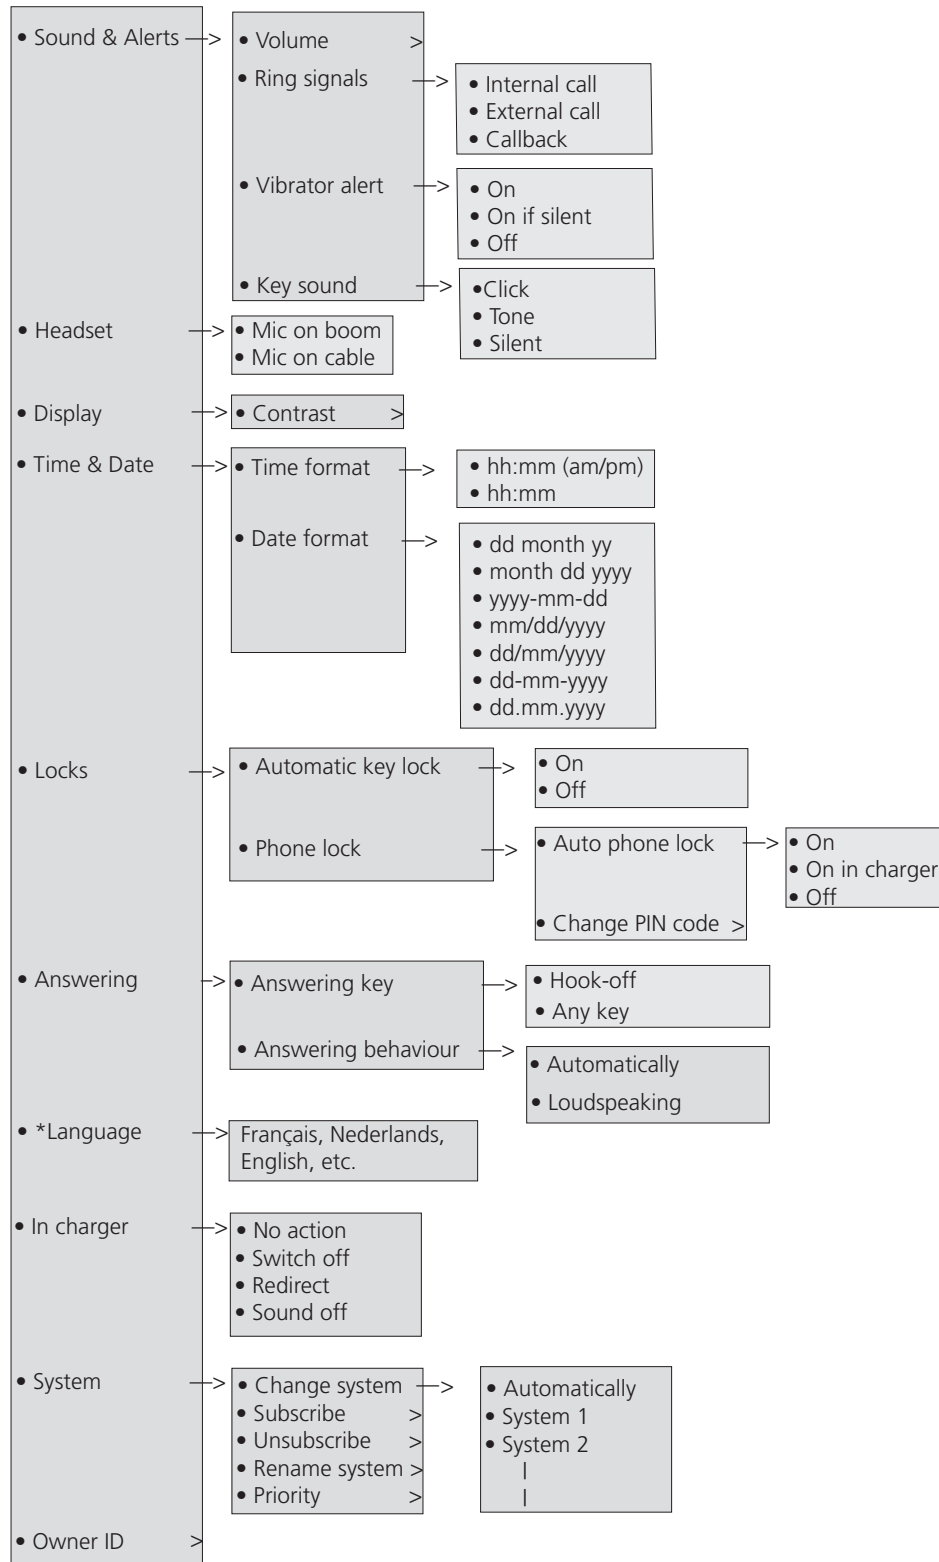 • Sound & Alerts —>
• Volume >
• Ring signals —>
• Internal call
• External call
• Callback
• Vibrator alert —>
• On
• On if silent
• Off
• Key sound —>
•Click
• Tone
• Silent
• Headset —>
• Mic on boom
• Mic on cable
• Display —>
• Contrast >
• Time & Date —>
• Time format —>
• hh:mm (am/pm)
• hh:mm
• Date format —>
• dd month yy
• month dd yyyy
• yyyy-mm-dd
• mm/dd/yyyy
• dd/mm/yyyy
• dd-mm-yyyy
• dd.mm.yyyy
• Locks —>
• Automatic key lock —>
• On
• Off
• Phone lock —>
• Auto phone lock —>
• On
• On in charger
• Off
• Change PIN code >
• Answering —>
• Answering key —>
• Hook-off
• Any key
• Answering behaviour —>
• Automatically
• Loudspeaking
• *Language —>
Français, Nederlands,
English, etc.
• In charger —>
• No action
• Switch off
• Redirect
• Sound off
• System —>
• Change system —>
• Subscribe >
• Unsubscribe >
• Rename system >
• Priority >
• Automatically
• System 1
• System 2
|
|
• Owner ID >